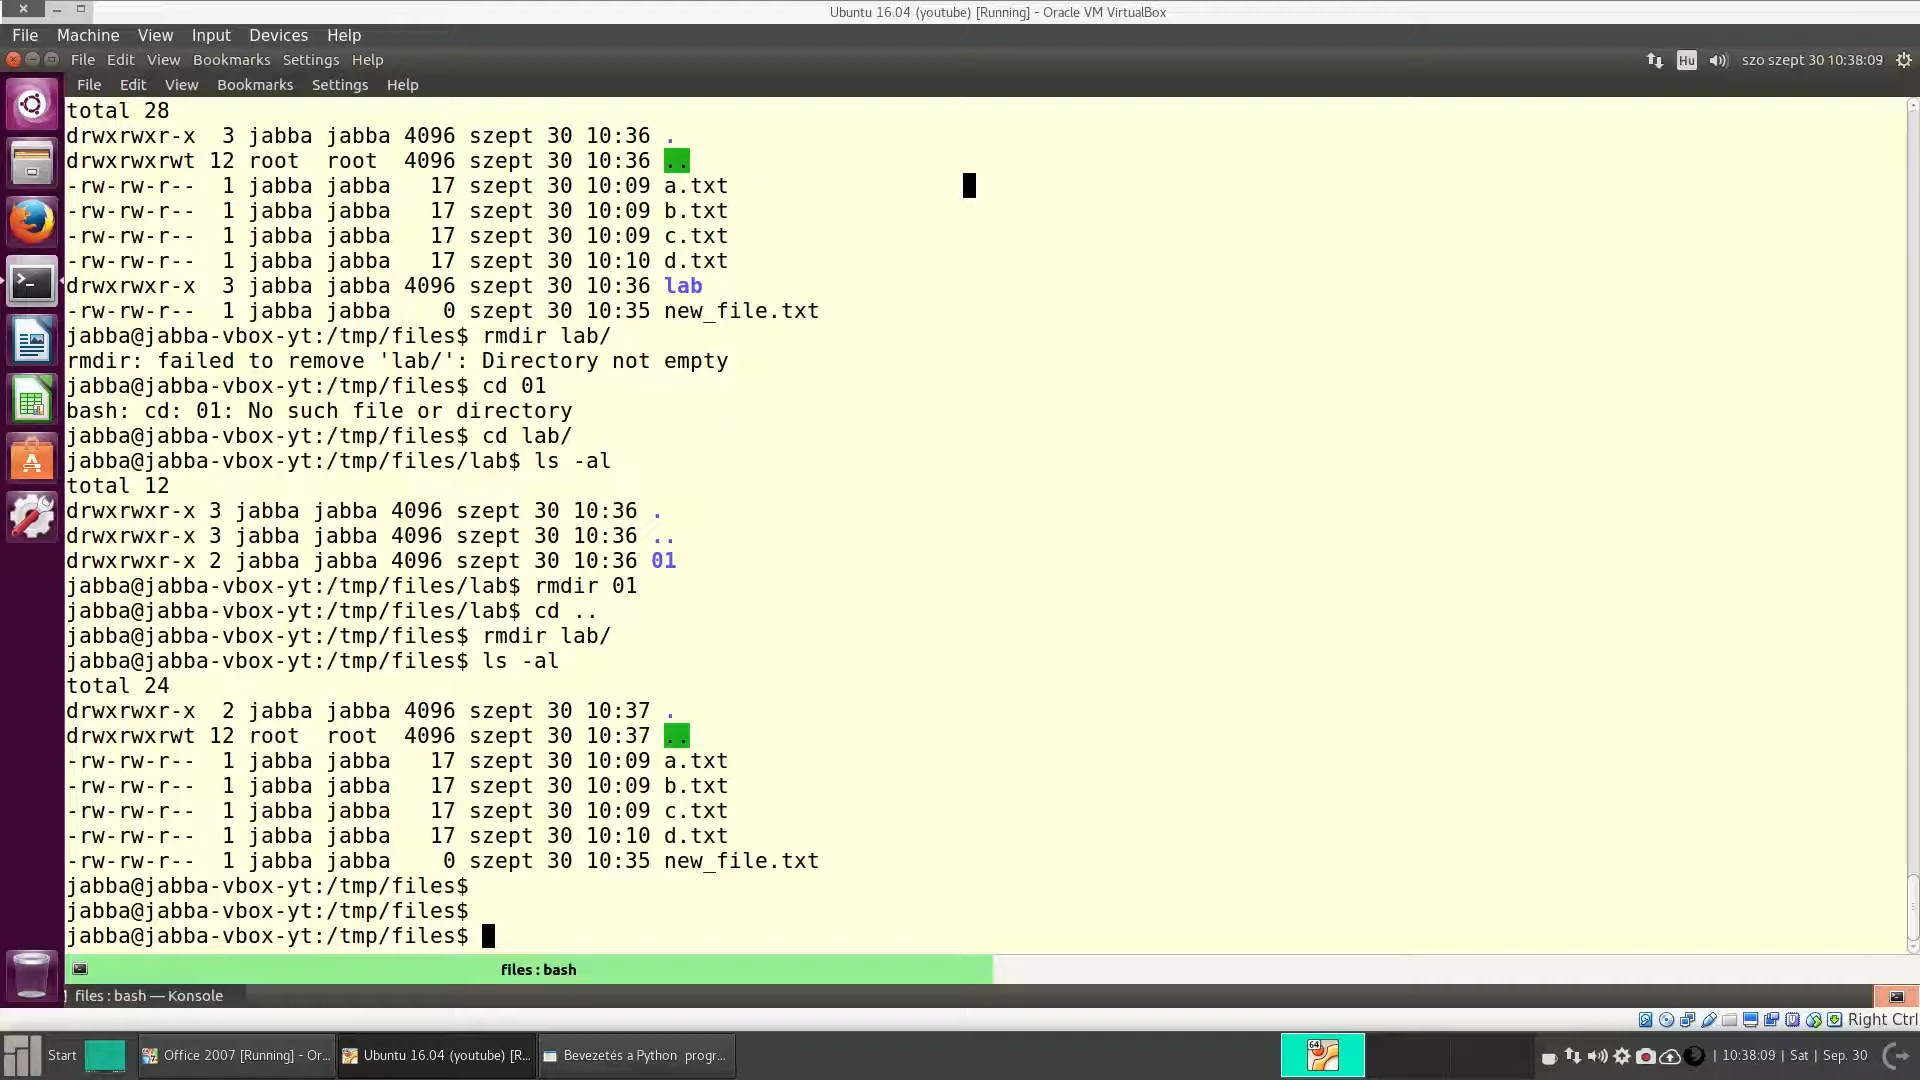 Ubuntu 16.04 (youtube) [Running] - Oracle VM VirtualBox
File Machine View Input Devices Help
File Edit View Bookmarks Settings Help Hu szo szept 30 10:38:09
File Edit View Bookmarks Settings Help
total 28
drwxrwxr-x  3 jabba jabba 4096 szept 30 10:36 .
drwxrwxrwt 12 root  root  4096 szept 30 10:36 ..
-rw-rw-r--  1 jabba jabba   17 szept 30 10:09 a.txt
-rw-rw-r--  1 jabba jabba   17 szept 30 10:09 b.txt
-rw-rw-r--  1 jabba jabba   17 szept 30 10:09 c.txt
-rw-rw-r--  1 jabba jabba   17 szept 30 10:10 d.txt
drwxrwxr-x  3 jabba jabba 4096 szept 30 10:36 lab
-rw-rw-r--  1 jabba jabba    0 szept 30 10:35 new_file.txt
jabba@jabba-vbox-yt:/tmp/files$ rmdir lab/
rmdir: failed to remove 'lab/': Directory not empty
jabba@jabba-vbox-yt:/tmp/files$ cd 01
bash: cd: 01: No such file or directory
jabba@jabba-vbox-yt:/tmp/files$ cd lab/
jabba@jabba-vbox-yt:/tmp/files/lab$ ls -al
total 12
drwxrwxr-x 3 jabba jabba 4096 szept 30 10:36 .
drwxrwxr-x 3 jabba jabba 4096 szept 30 10:36 ..
drwxrwxr-x 2 jabba jabba 4096 szept 30 10:36 01
jabba@jabba-vbox-yt:/tmp/files/lab$ rmdir 01
jabba@jabba-vbox-yt:/tmp/files/lab$ cd ..
jabba@jabba-vbox-yt:/tmp/files$ rmdir lab/
jabba@jabba-vbox-yt:/tmp/files$ ls -al
total 24
drwxrwxr-x  2 jabba jabba 4096 szept 30 10:37 .
drwxrwxrwt 12 root  root  4096 szept 30 10:37 ..
-rw-rw-r--  1 jabba jabba   17 szept 30 10:09 a.txt
-rw-rw-r--  1 jabba jabba   17 szept 30 10:09 b.txt
-rw-rw-r--  1 jabba jabba   17 szept 30 10:09 c.txt
-rw-rw-r--  1 jabba jabba   17 szept 30 10:10 d.txt
-rw-rw-r--  1 jabba jabba    0 szept 30 10:35 new_file.txt
jabba@jabba-vbox-yt:/tmp/files$
jabba@jabba-vbox-yt:/tmp/files$
jabba@jabba-vbox-yt:/tmp/files$
files : bash
files : bash — Konsole
Right Ctrl
Start Office 2007 [Running] - Or... Ubuntu 16.04 (youtube) [R... Bevezetés a Python progr... 64 | 10:38:09 | Sat | Sep. 30